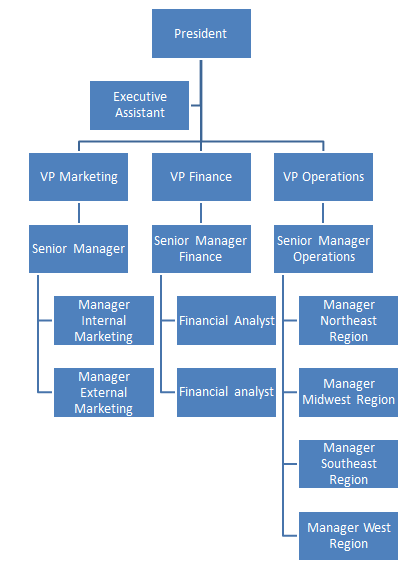 President
Executive
Assistant
VP Marketing
VP Finance
VP Operations
Senior Manager
Senior Manager
Finance
Senior Manager
Operations
Manager
Internal
Marketing
Financial Analyst
Manager
Northeast
Region
Manager
External
Marketing
Financial analyst
Manager
Midwest Region
Manager
Southeast
Region
Manager West
Region